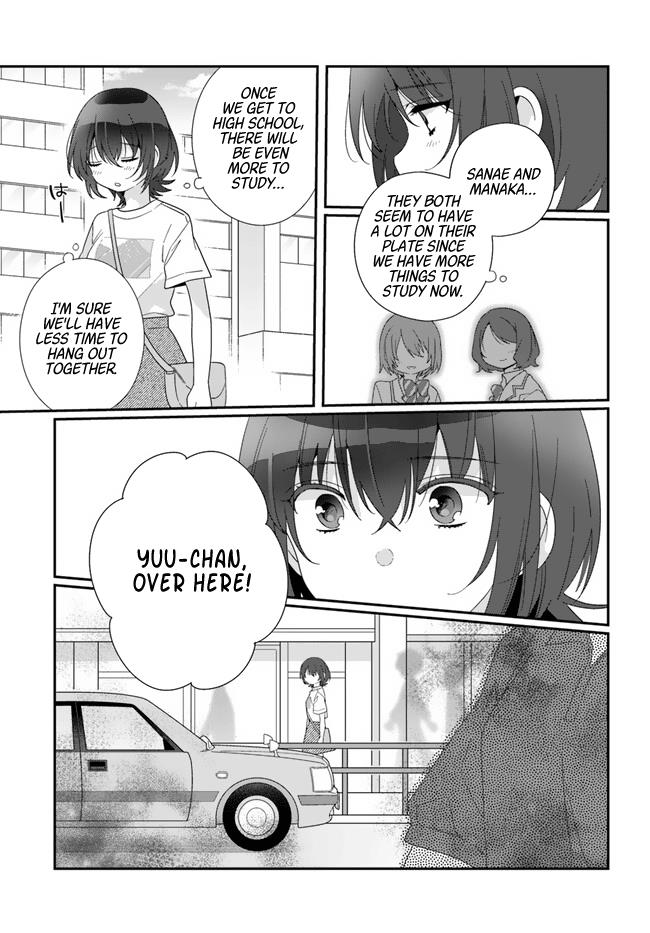 SANAE AND
MANAKA...
THEY BOTH
SEEM TO HAVE
A LOT ON THEIR
PLATE SINCE
WE HAVE MORE
THINGS TO
STUDY NOW.
ONCE
WE GET TO
HIGH SCHOOL,
THERE WILL
BE EVEN
MORE TO
STUDY...
はー
I'M SURE
WE'LL HAVE
LESS TIME TO
HANG OUT
TOGETHER.
YUU-CHAN,
OVER HERE!